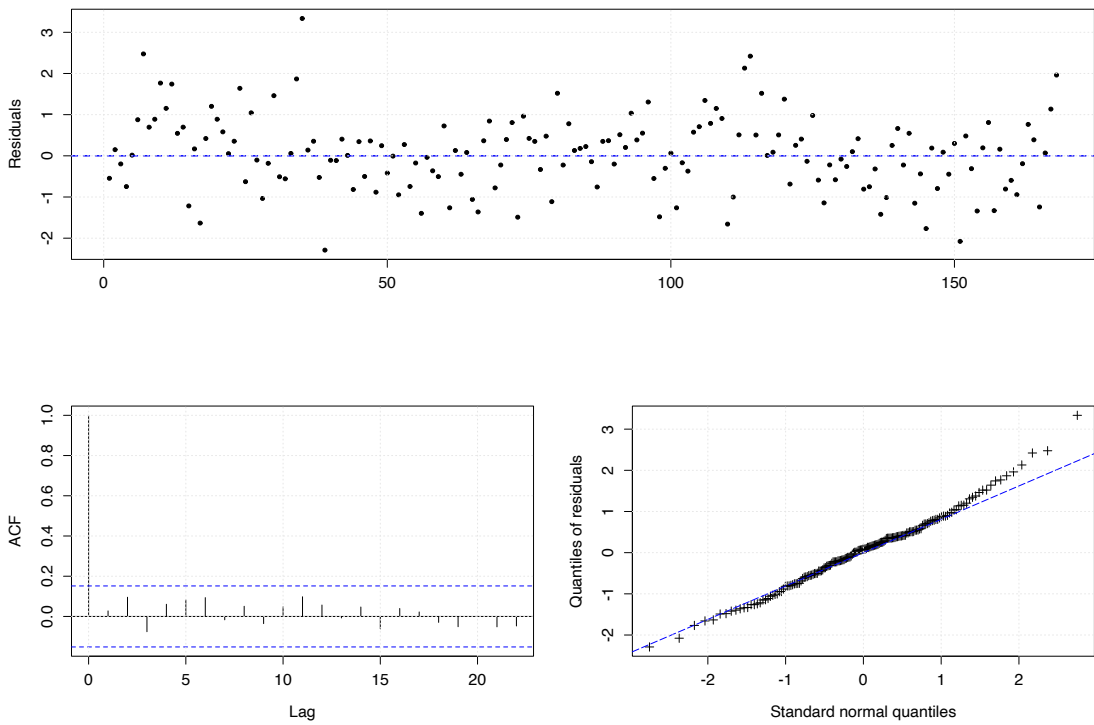 Residuals
3
2
1
0
-1
-2
0 50 100 150
ACF
1.0
0.8
0.6
0.4
0.2
0.0
0 5 10 15 20
Lag
Quantiles of residuals
3
2
1
0
-1
-2
-2 -1 0 1 2
Standard normal quantiles